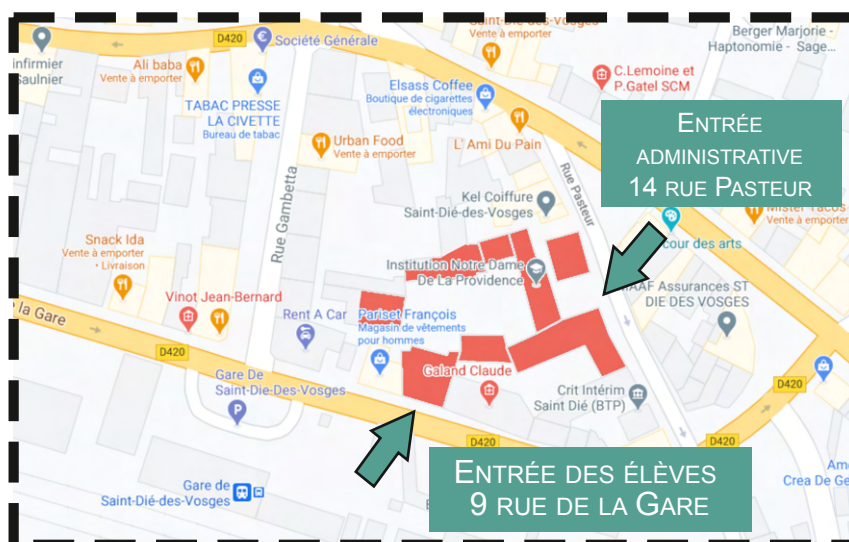 Saint-Dié-des-Vosges
Vente à emporter
Berger Marjorie -
Haptonomie - Sage...
D420
Société Générale
infirmier
Saulnier
Ali baba
Vente à emporter
C.Lemoine et
P.Gatel SCM
Elsass Coffee
Boutique de cigarettes
électroniques
TABAC PRESSE
LA CIVETTE
Bureau de tabac
ENTRÉE
ADMINISTRATIVE
14 RUE PASTEUR
Urban Food
Vente à emporter
L' Ami Du Pain
Rue Pasteur
Kel Coiffure
Saint-Dié-des-Vosges
Mister Tacos
Vente à emporter
Rue Gambetta
cour des arts
Snack Ida
Vente à emporter
• Livraison
Institution Notre Dame
De La Providence
MAAF Assurances ST
DIE DES VOSGES
Vinot Jean-Bernard
la Gare
Rent A Car
Pariset François
Magasin de vêtements
pour hommes
D420
Galand Claude
Gare De
Saint-Die-Des-Vosges
Crit Intérim
Saint Dié (BTP)
D420
D420
D420
ENTRÉE DES ÉLÈVES
9 RUE DE LA GARE
Gare de
Saint-Dié-des-Vosges
Am
Crea De Ge